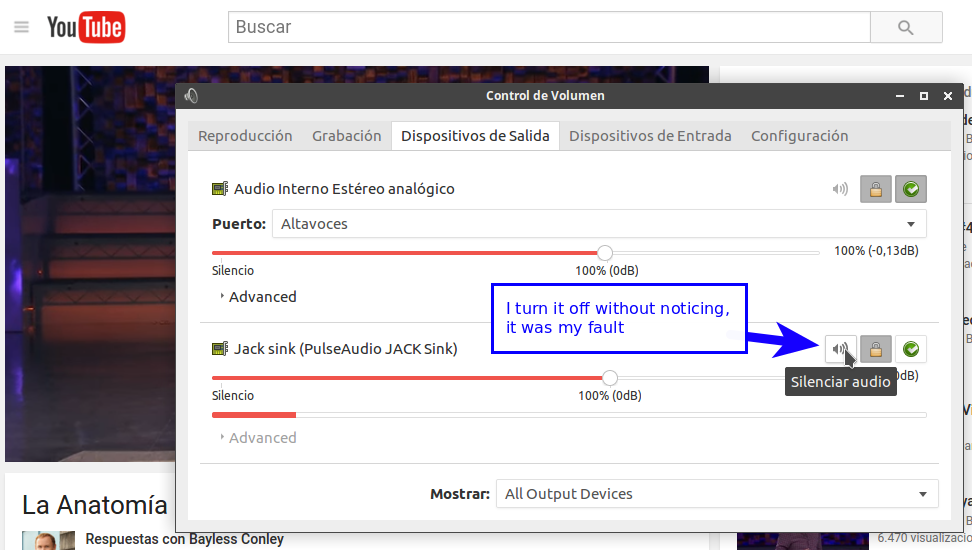 YouTube
Buscar
Control de Volumen
Reproducción Grabación Dispositivos de Salida Dispositivos de Entrada Configuración
Audio Interno Estéreo analógico
Puerto: Altavoces
100% (-0,13dB)
Silencio 100% (0dB)
Advanced
I turn it off without noticing,
it was my fault
Jack sink (PulseAudio JACK Sink)
Silenciar audio
Silencio 100% (0dB)
Advanced
Mostrar: All Output Devices
La Anatomía
Respuestas con Bayless Conley
6.470 visualizacio